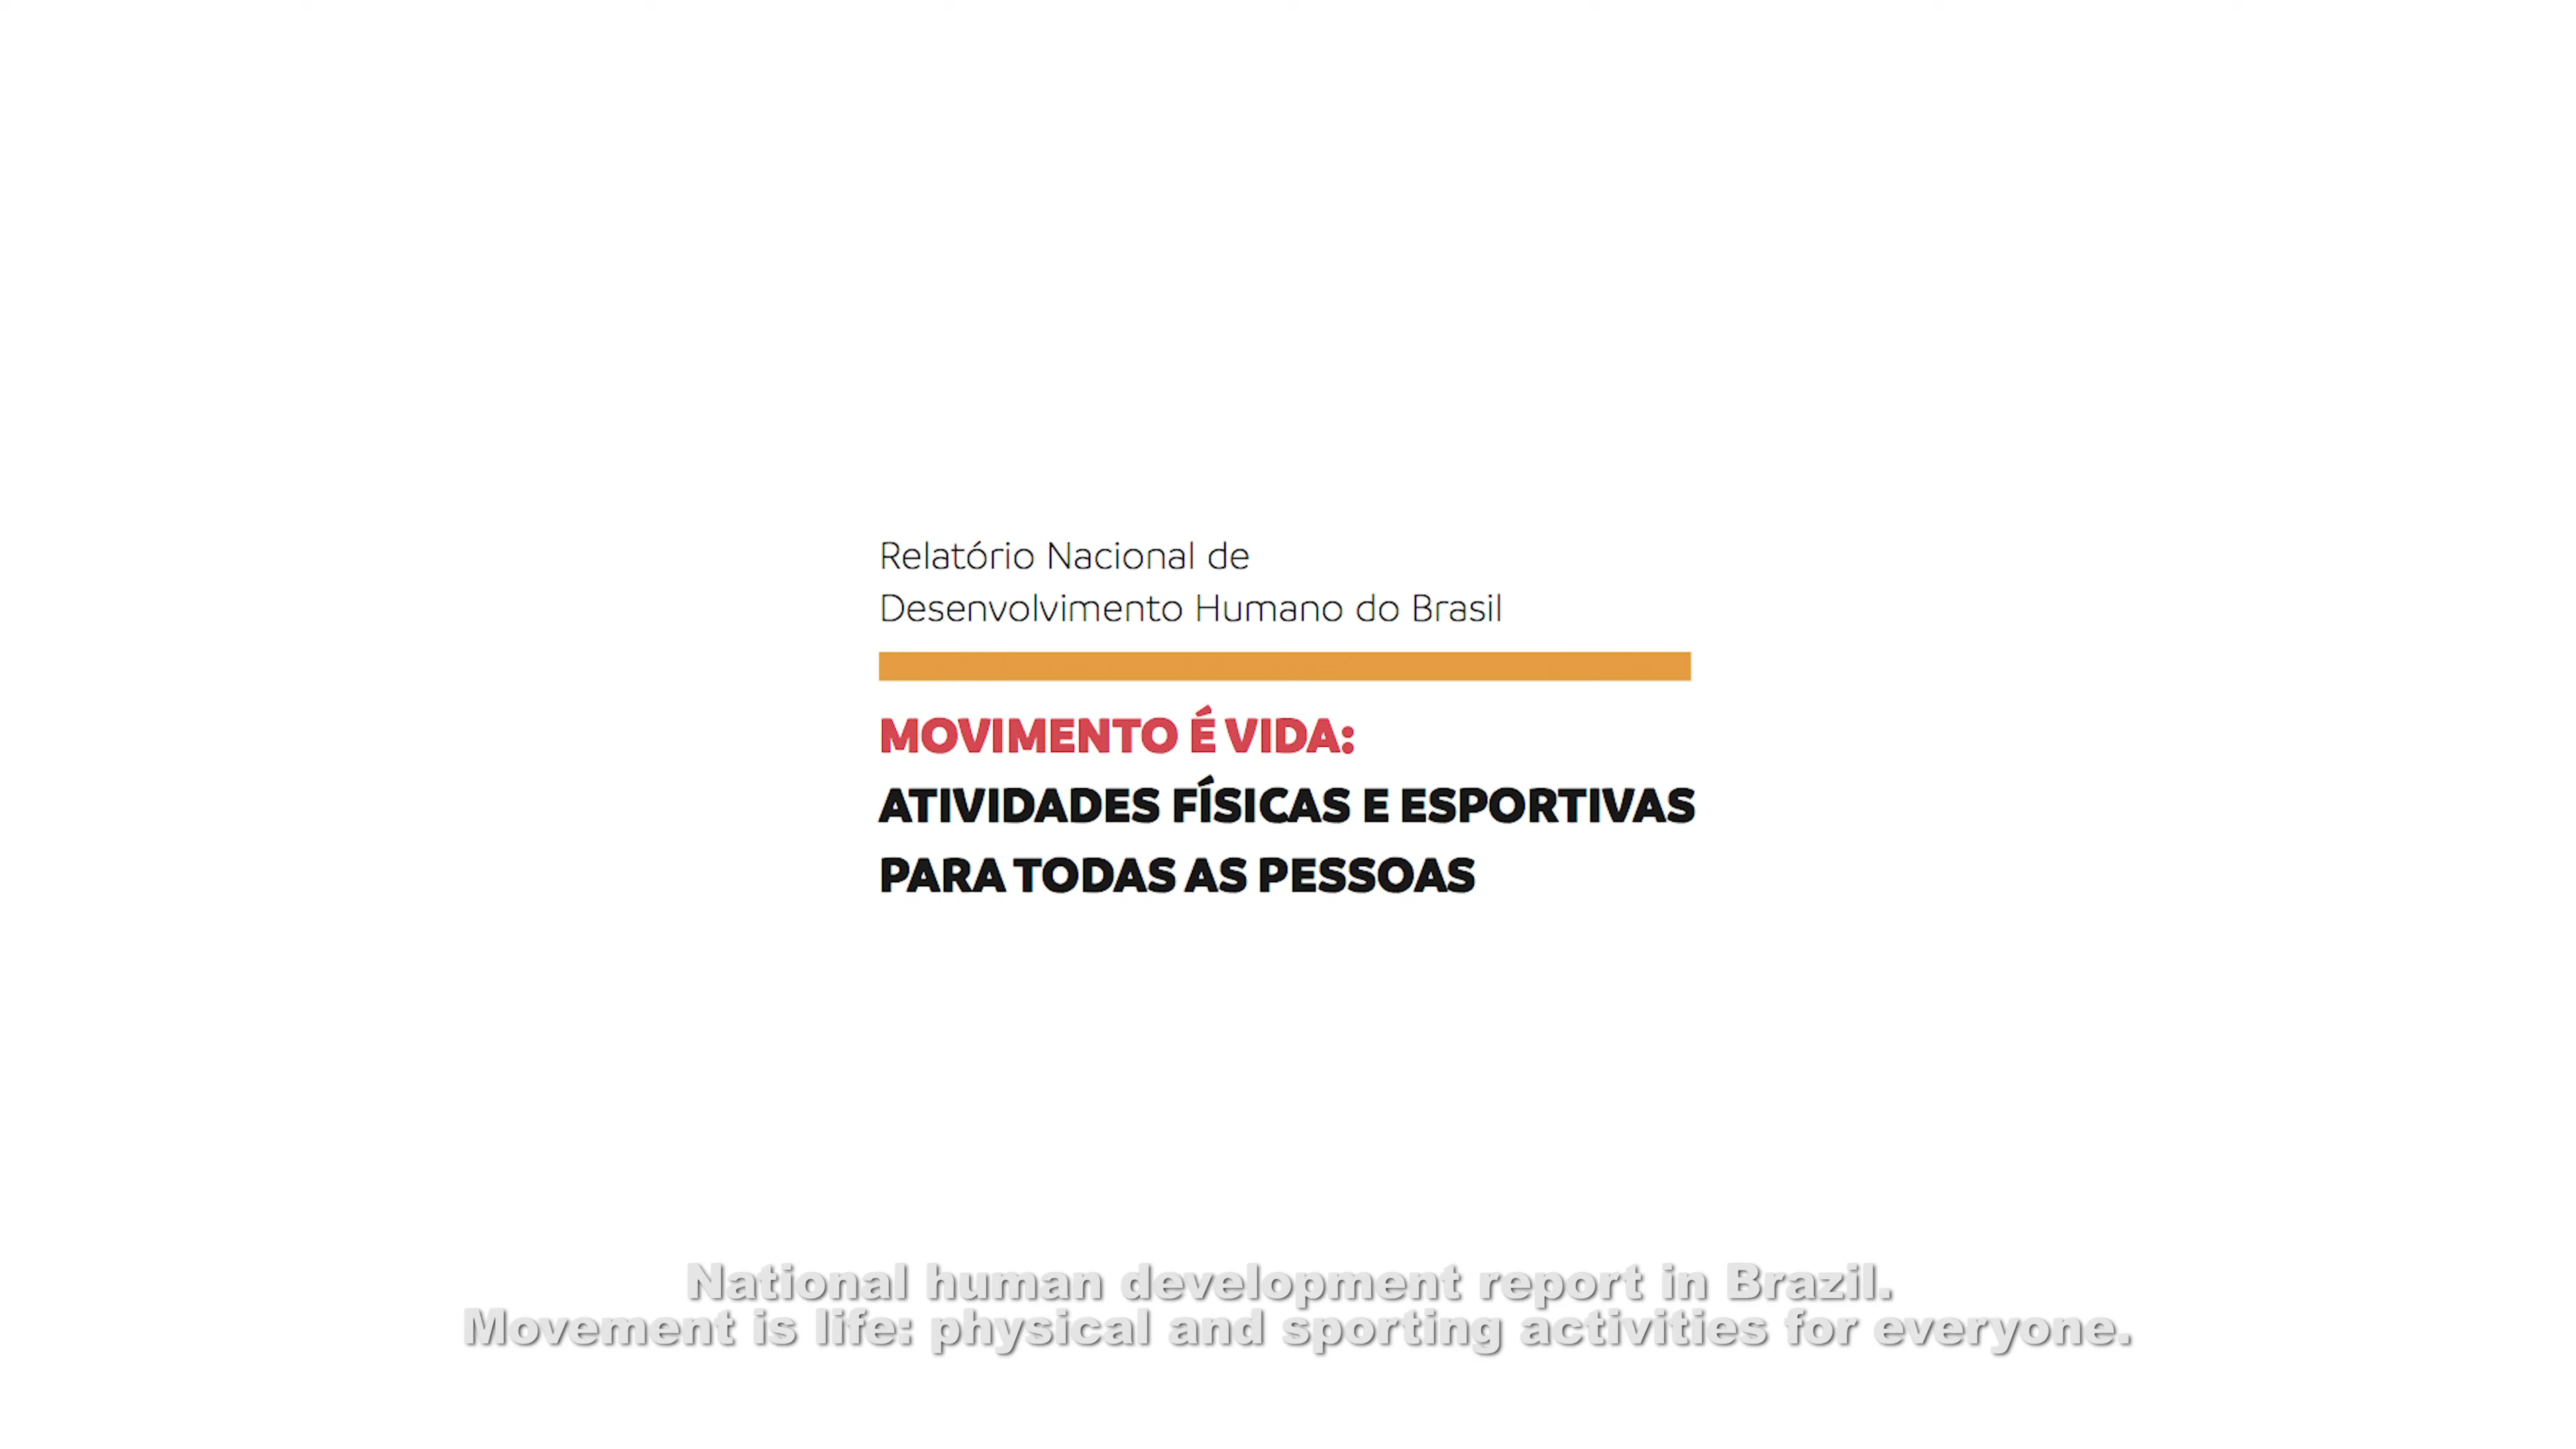 Relatório Nacional de
Desenvolvimento Humano do Brasil
MOVIMENTO É VIDA:
ATIVIDADES FÍSICAS E ESPORTIVAS
PARA TODAS AS PESSOAS
National human development report in Brazil.
Movement is life: physical and sporting activities for everyone.